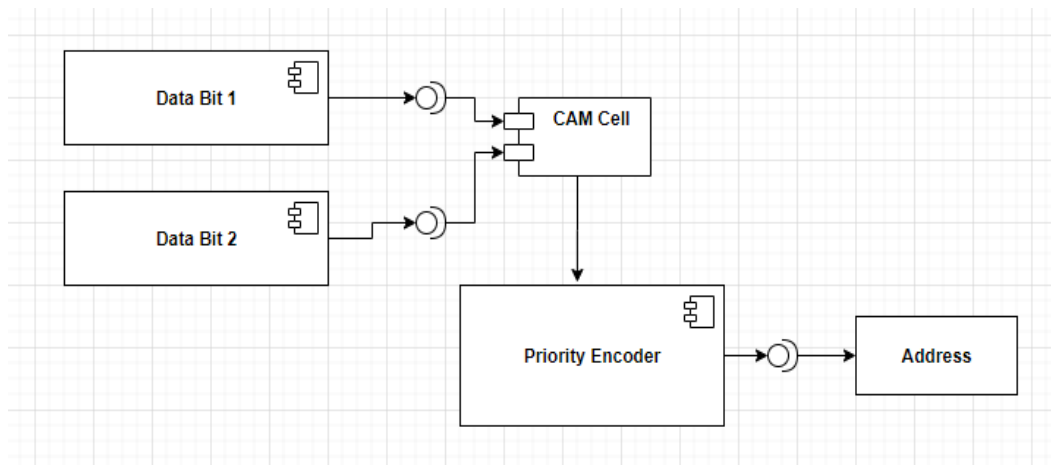 Data Bit 1
CAM Cell
Data Bit 2
Priority Encoder
Address